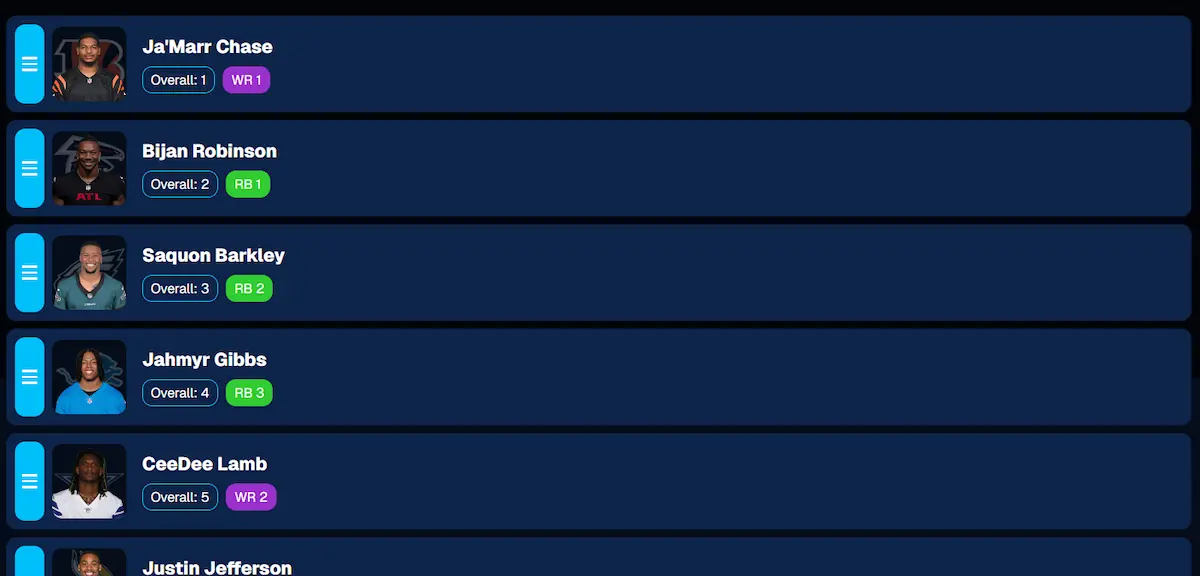 Ja'Marr Chase
Overall: 1 WR 1
Bijan Robinson
ATL
Overall: 2 RB 1
Saquon Barkley
Overall: 3 RB 2
Jahmyr Gibbs
Overall: 4 RB 3
CeeDee Lamb
Overall: 5 WR 2
Justin Jefferson